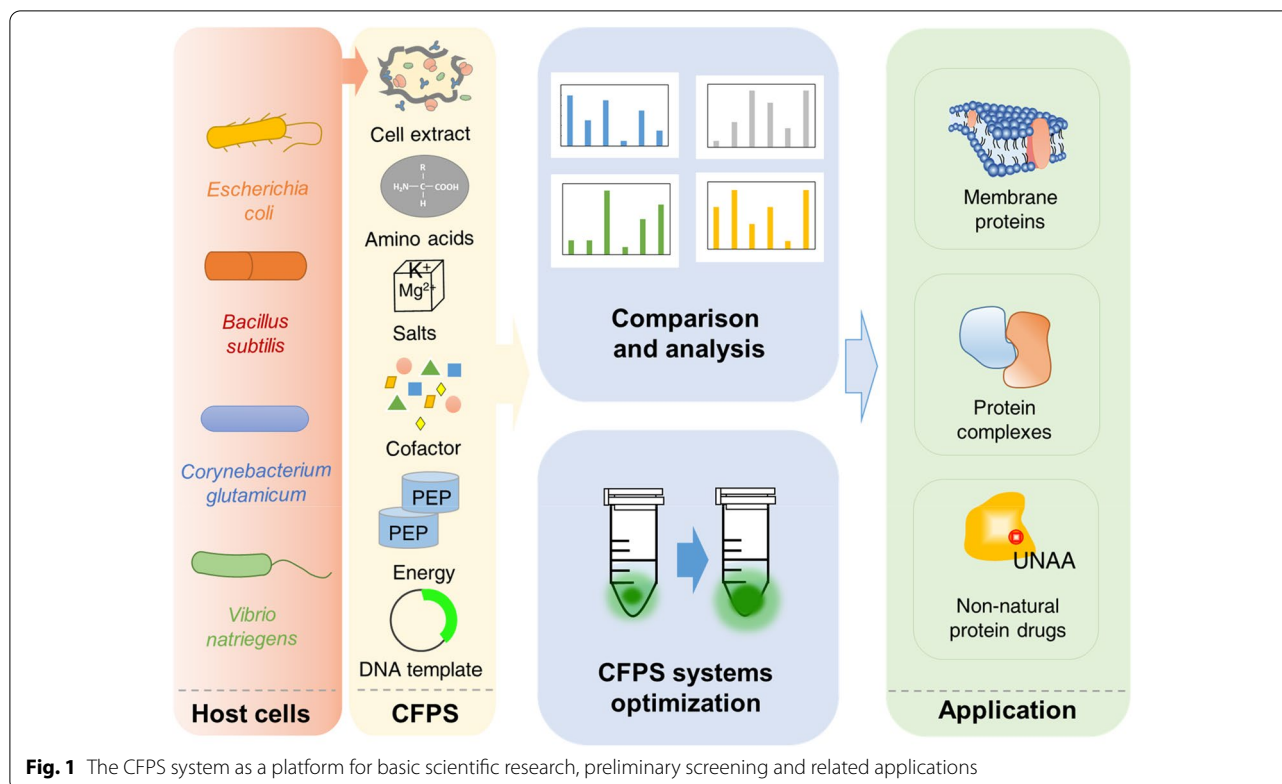 Escherichia
coli
Bacillus
subtilis
Corynebacterium
glutamicum
Vibrio
natriegens
Host cells
Cell extract
R
H₂N—C—COOH
H
Amino acids
K⁺
Mg²⁺
Salts
Cofactor
PEP
PEP
Energy
DNA template
CFPS
Comparison
and analysis
CFPS systems
optimization
Membrane
proteins
Protein
complexes
UNAA
Non-natural
protein drugs
Application
Fig. 1 The CFPS system as a platform for basic scientific research, preliminary screening and related applications